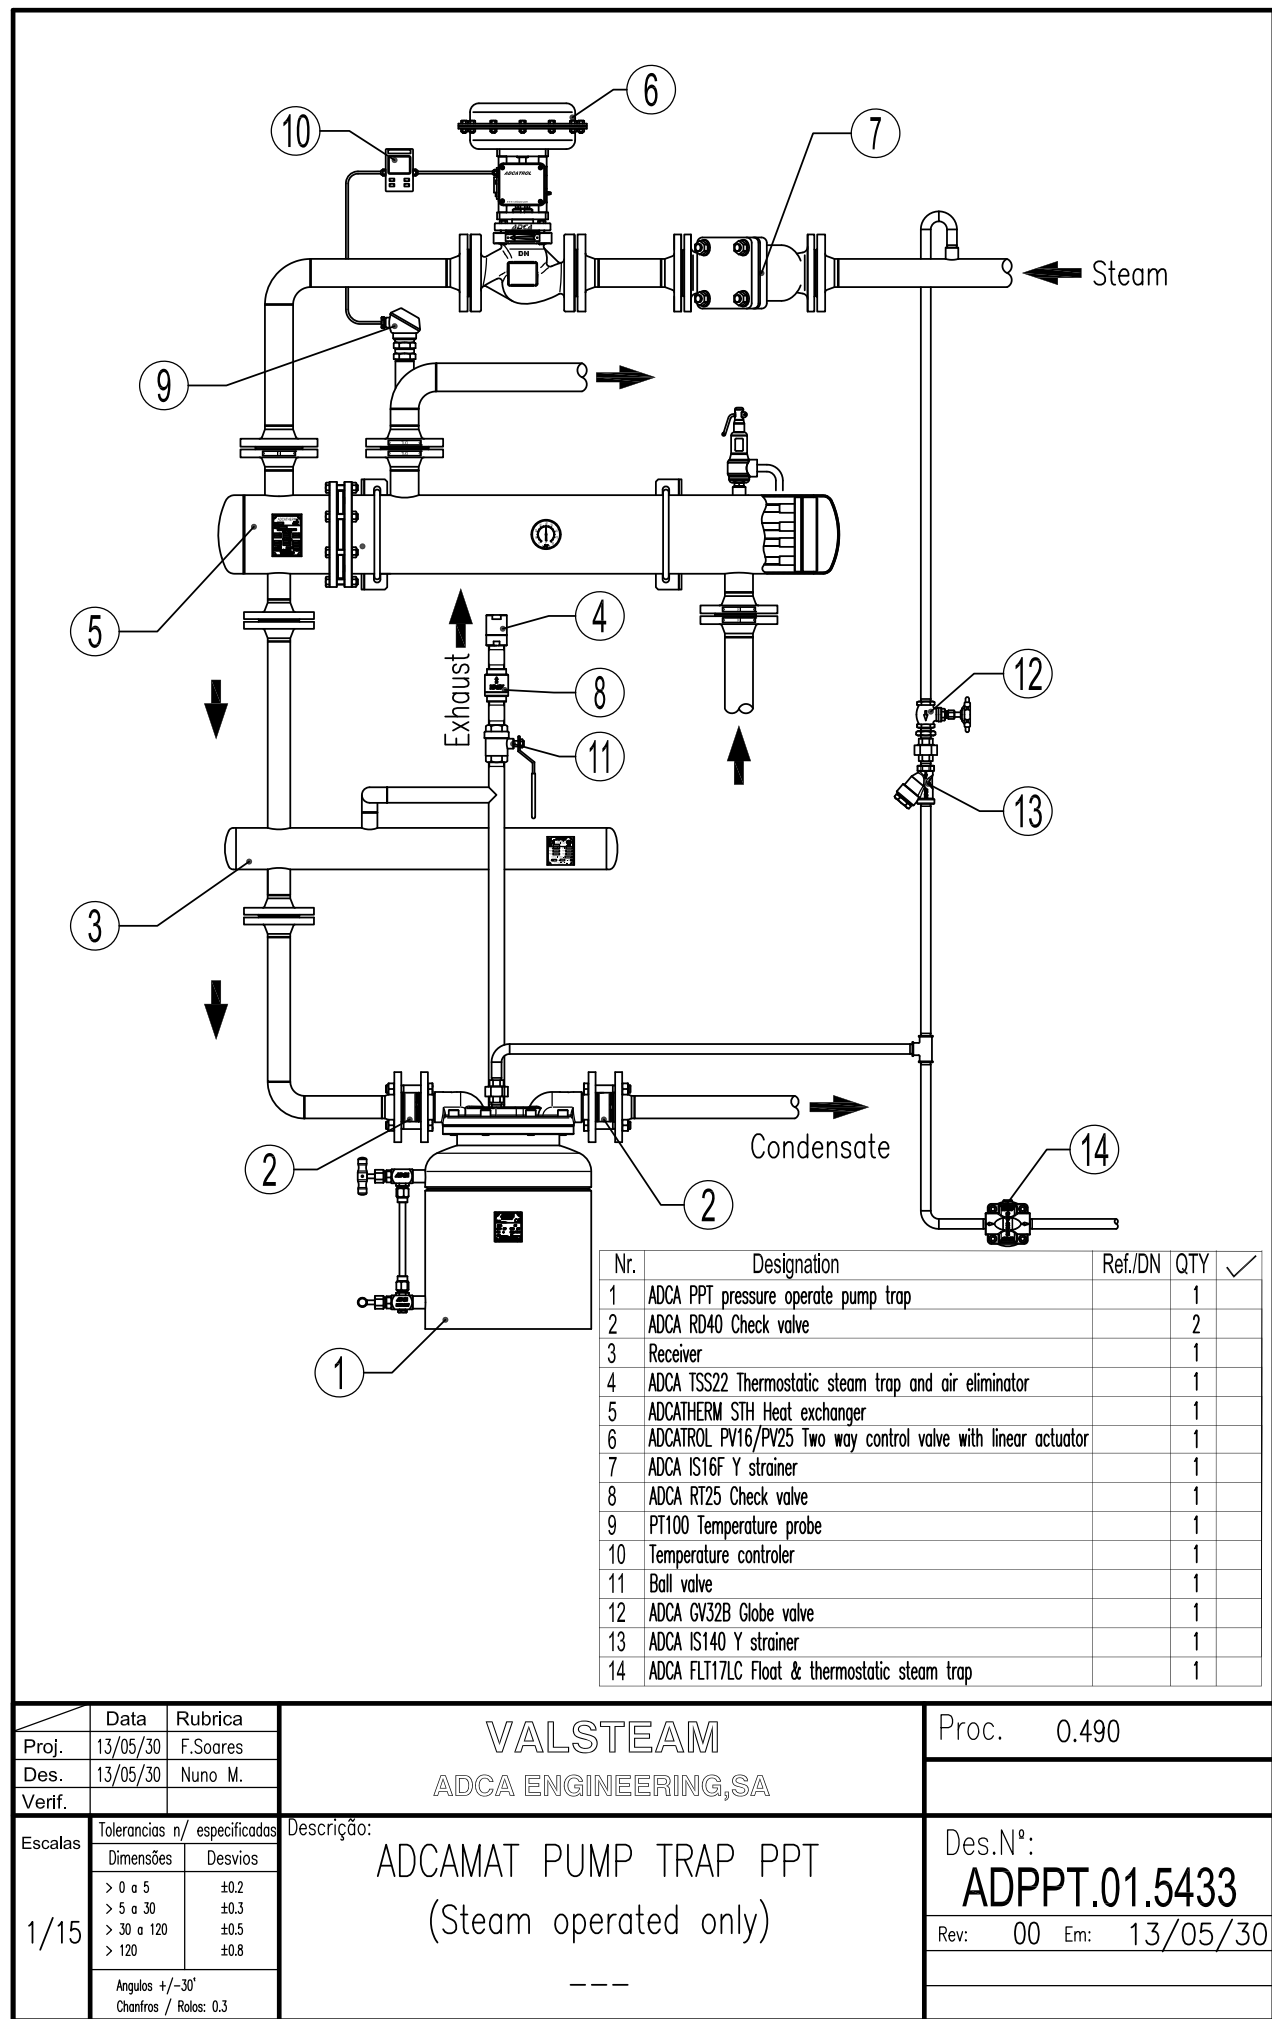 6
10
7
ADCATROL
ADCA
DN
Steam
9
5
4
Exhaust
8
12
11
13
3
2
Condensate
14
2
1
Nr. Designation Ref./DN QTY
1 ADCA PPT pressure operate pump trap 1
2 ADCA RD40 Check valve 2
3 Receiver 1
4 ADCA TSS22 Thermostatic steam trap and air eliminator 1
5 ADCATHERM STH Heat exchanger 1
6 ADCATROL PV16/PV25 Two way control valve with linear actuator 1
7 ADCA IS16F Y strainer 1
8 ADCA RT25 Check valve 1
9 PT100 Temperature probe 1
10 Temperature controler 1
11 Ball valve 1
12 ADCA GV32B Globe valve 1
13 ADCA IS140 Y strainer 1
14 ADCA FLT17LC Float & thermostatic steam trap 1
Data Rubrica
Proj. 13/05/30 F.Soares
Des. 13/05/30 Nuno M.
Verif.
VALSTEAM
ADCA ENGINEERING,SA
Proc. 0.490
Escalas
1/15
Tolerancias n/ especificadas
Dimensões Desvios
> 0 a 5 ±0.2
> 5 a 30 ±0.3
> 30 a 120 ±0.5
> 120 ±0.8
Angulos +/-30'
Chanfros / Rolos: 0.3
Descrição:
ADCAMAT PUMP TRAP PPT
(Steam operated only)
---
Des.Nº:
ADPPT.01.5433
Rev: 00 Em: 13/05/30